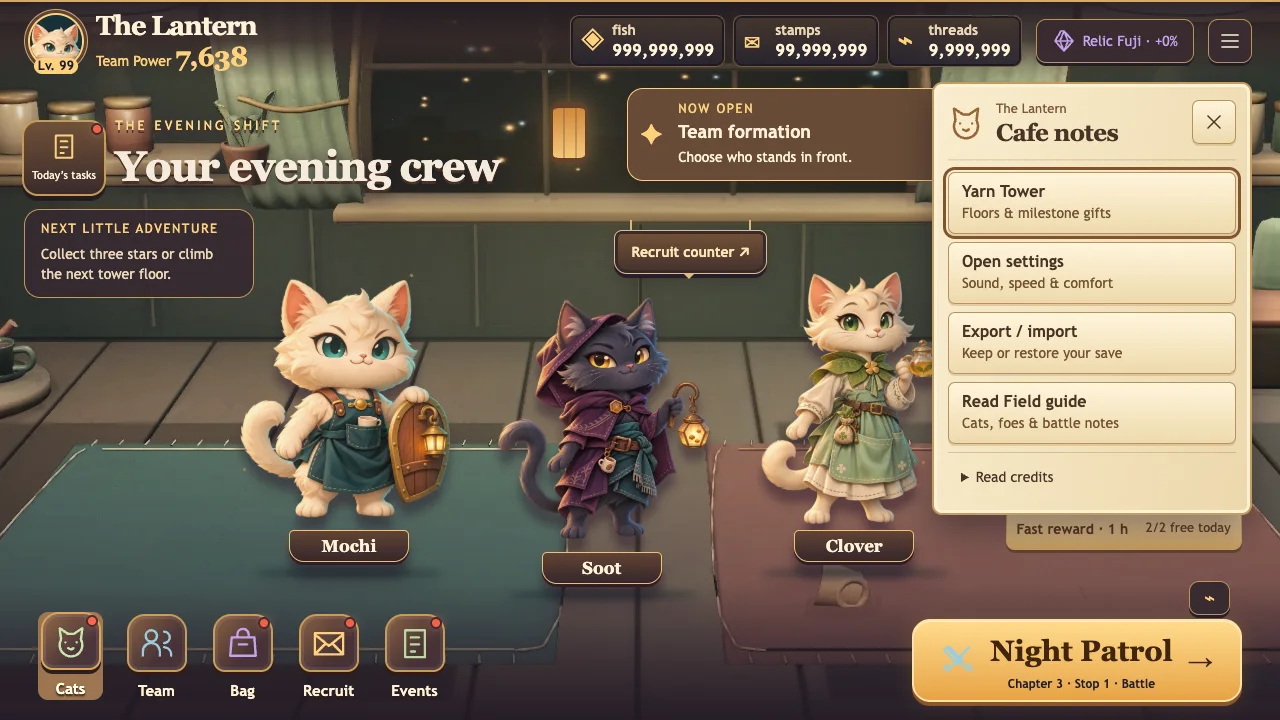 The Lantern
Lv. 99
Team Power 7,638
fish
999,999,999
stamps
99,999,999
threads
9,999,999
Relic Fuji · +0%
Today's tasks
THE EVENING SHIFT
Your evening crew
NEXT LITTLE ADVENTURE
Collect three stars or climb
the next tower floor.
NOW OPEN
Team formation
Choose who stands in front.
Recruit counter ↗
The Lantern
Cafe notes
Yarn Tower
Floors & milestone gifts
Open settings
Sound, speed & comfort
Export / import
Keep or restore your save
Read Field guide
Cats, foes & battle notes
Read credits
Fast reward · 1 h
2/2 free today
Mochi
Soot
Clover
Cats
Team
Bag
Recruit
Events
Night Patrol →
Chapter 3 · Stop 1 · Battle